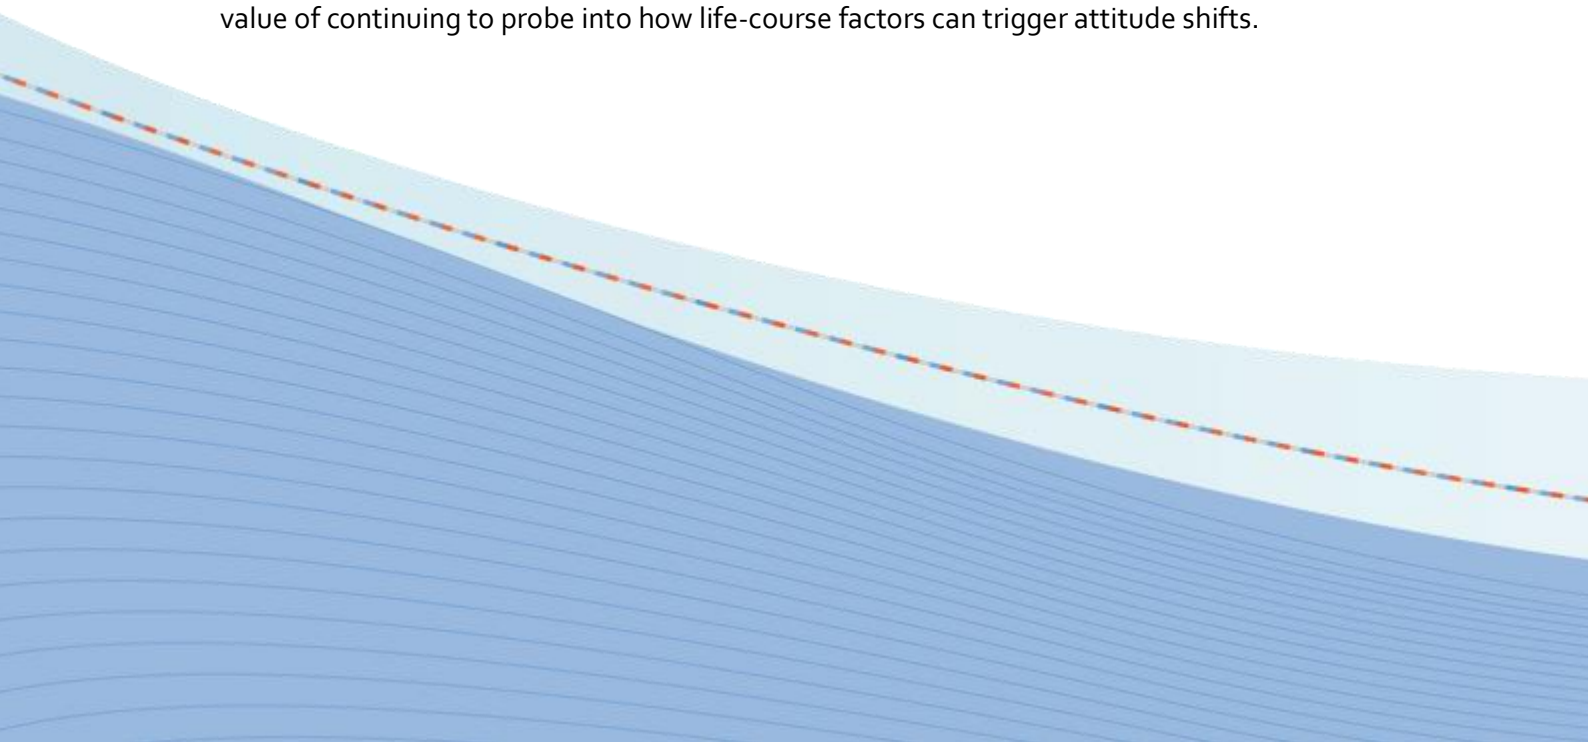 value of continuing to probe into how life-course factors can trigger attitude shifts.